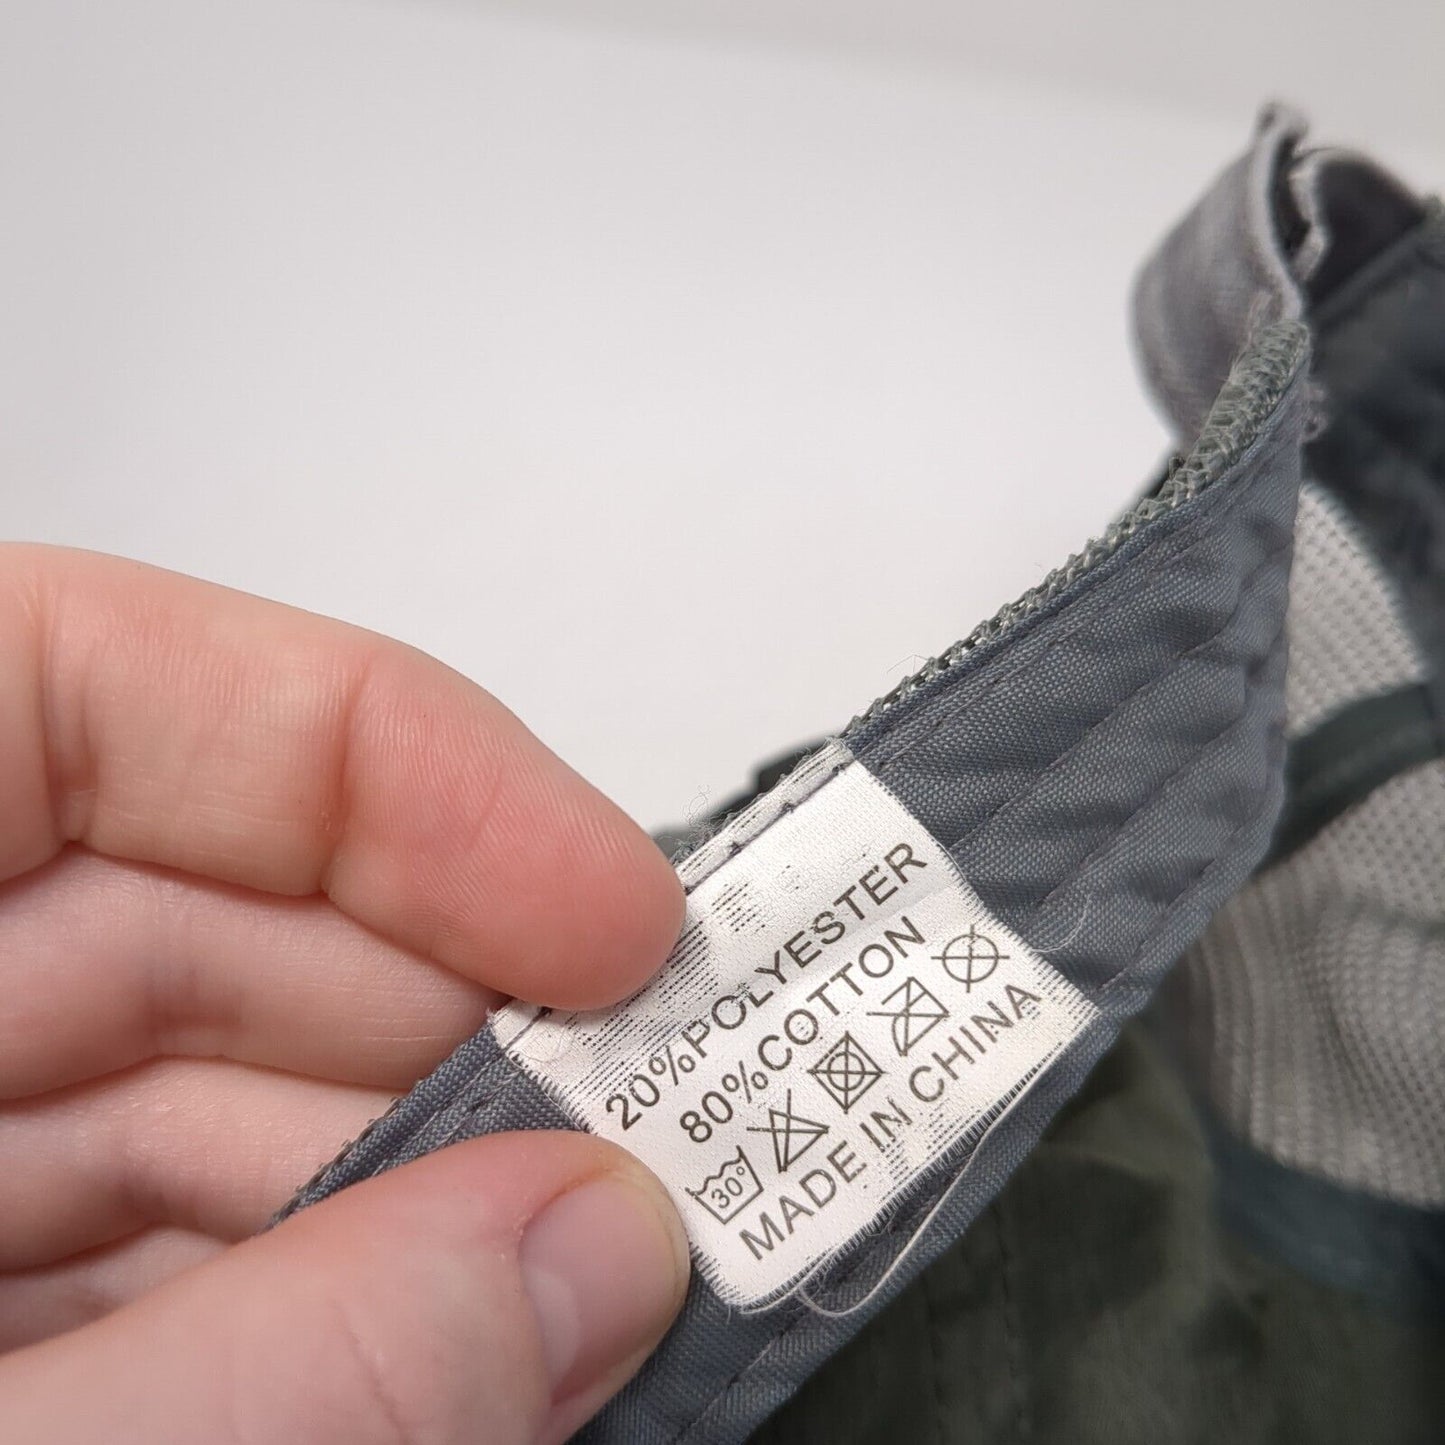 20%POLYESTER
80%COTTON
30°
MADE IN CHINA